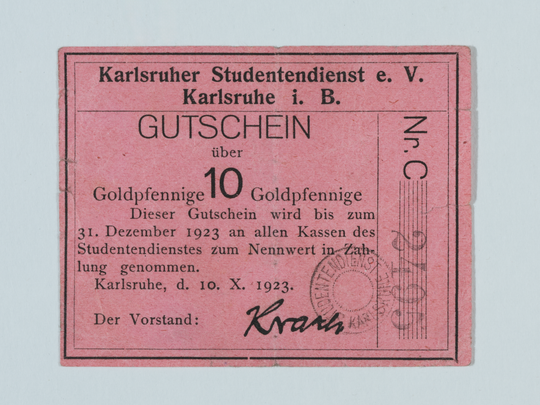 Karlsruher Studentendienst e. V.
Karlsruhe i. B.
GUTSCHEIN
über
Goldpfennige 10 Goldpfennige
Dieser Gutschein wird bis zum
31. Dezember 1923 an allen Kassen des
Studentendienstes zum Nennwert in Zah-
lung genommen.
Karlsruhe, d. 10. X. 1923.
Der Vorstand:
Nr. C